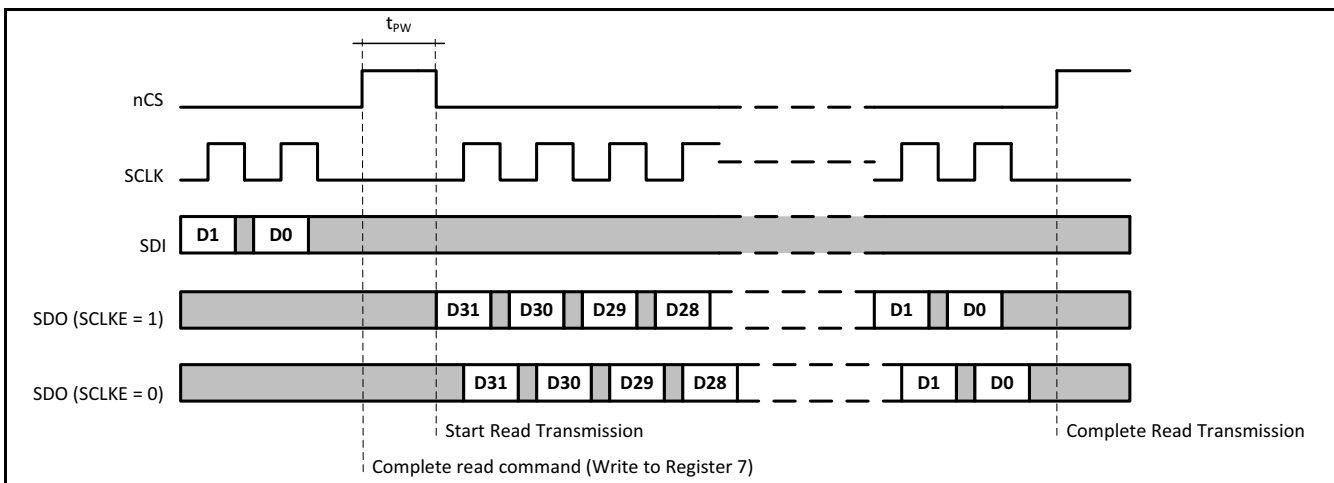 tPW
nCS
SCLK
SDI D1 D0
SDO (SCLKE = 1) D31 D30 D29 D28 D1 D0
SDO (SCLKE = 0) D31 D30 D29 D28 D1 D0
Start Read Transmission Complete Read Transmission
Complete read command (Write to Register 7)